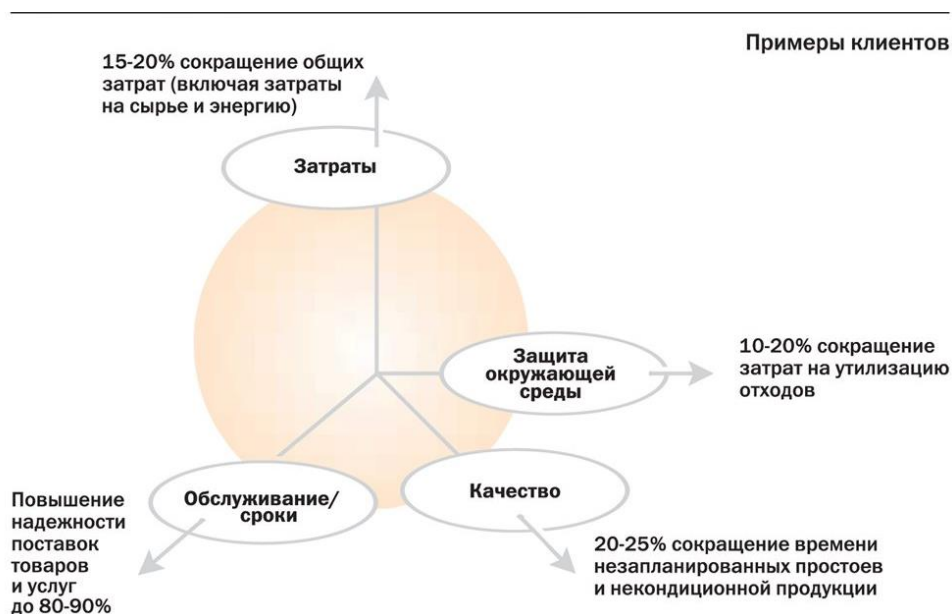 Примеры клиентов
15-20% сокращение общих
затрат (включая затраты
на сырье и энергию)
Затраты
Защита
окружающей
среды
10-20% сокращение
затрат на утилизацию
отходов
Обслуживание/
сроки
Качество
Повышение
надежности
поставок
товаров
и услуг
до 80-90%
20-25% сокращение времени
незапланированных простоев
и некондиционной продукции